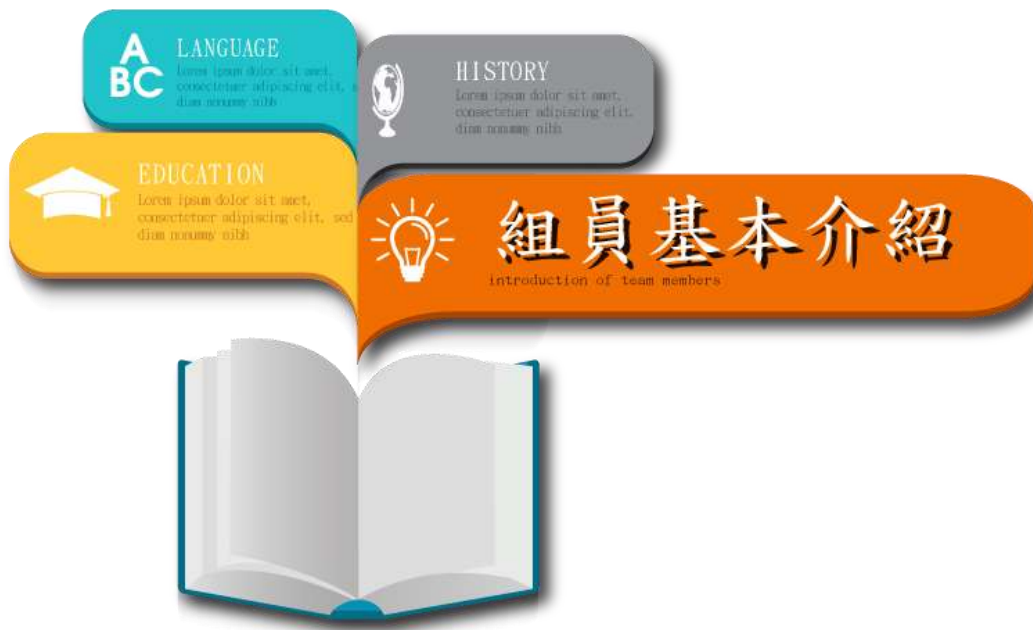 A
BC
LANGUAGE
Lorem ipsum dolor sit amet,
consectetuer adipiscing elit, s
diam nonummy nibh
HISTORY
Lorem ipsum dolor sit amet,
consectetuer adipiscing elit,
diam nonummy nibh
EDUCATION
Lorem ipsum dolor sit amet,
consectetuer adipiscing elit, sed
diam nonummy nibh
組員基本介紹
introduction of team members